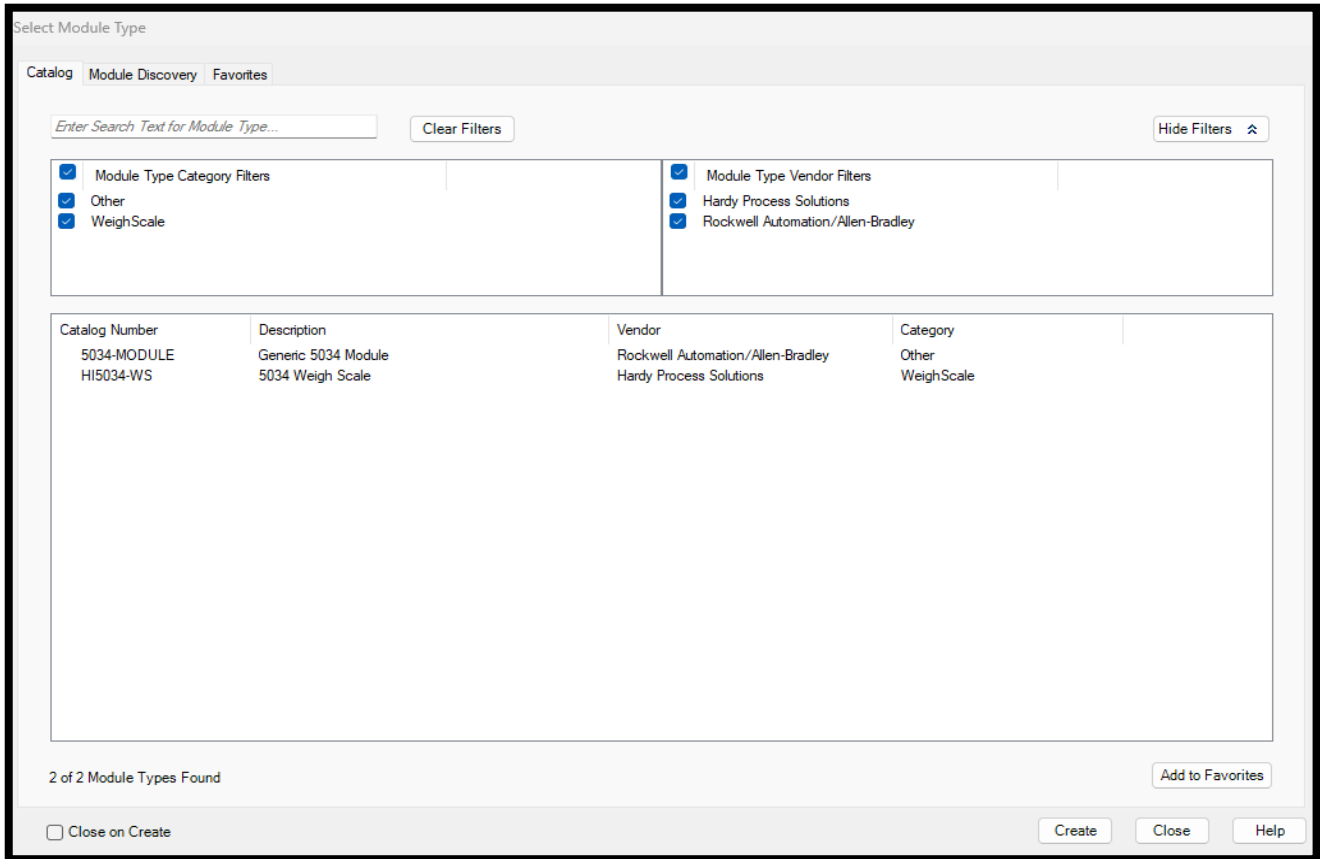 Select Module Type
Catalog Module Discovery Favorites
Enter Search Text for Module Type... Clear Filters Hide Filters
Module Type Category Filters Module Type Vendor Filters
Other Hardy Process Solutions
WeighScale Rockwell Automation/Allen-Bradley
Catalog Number Description Vendor Category
5034-MODULE Generic 5034 Module Rockwell Automation/Allen-Bradley Other
HI5034-WS 5034 Weigh Scale Hardy Process Solutions WeighScale
2 of 2 Module Types Found Add to Favorites
Close on Create Create Close Help